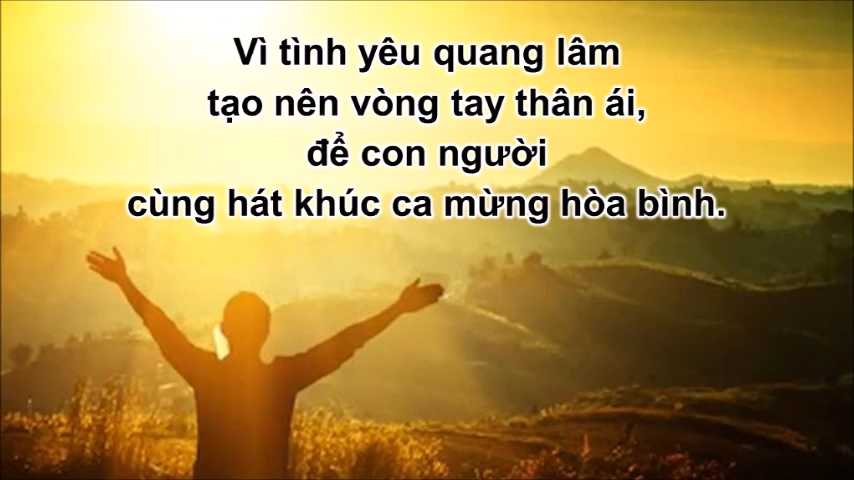 Vì tình yêu quang lâm
tạo nên vòng tay thân ái,
để con người
cùng hát khúc ca mừng hòa bình.